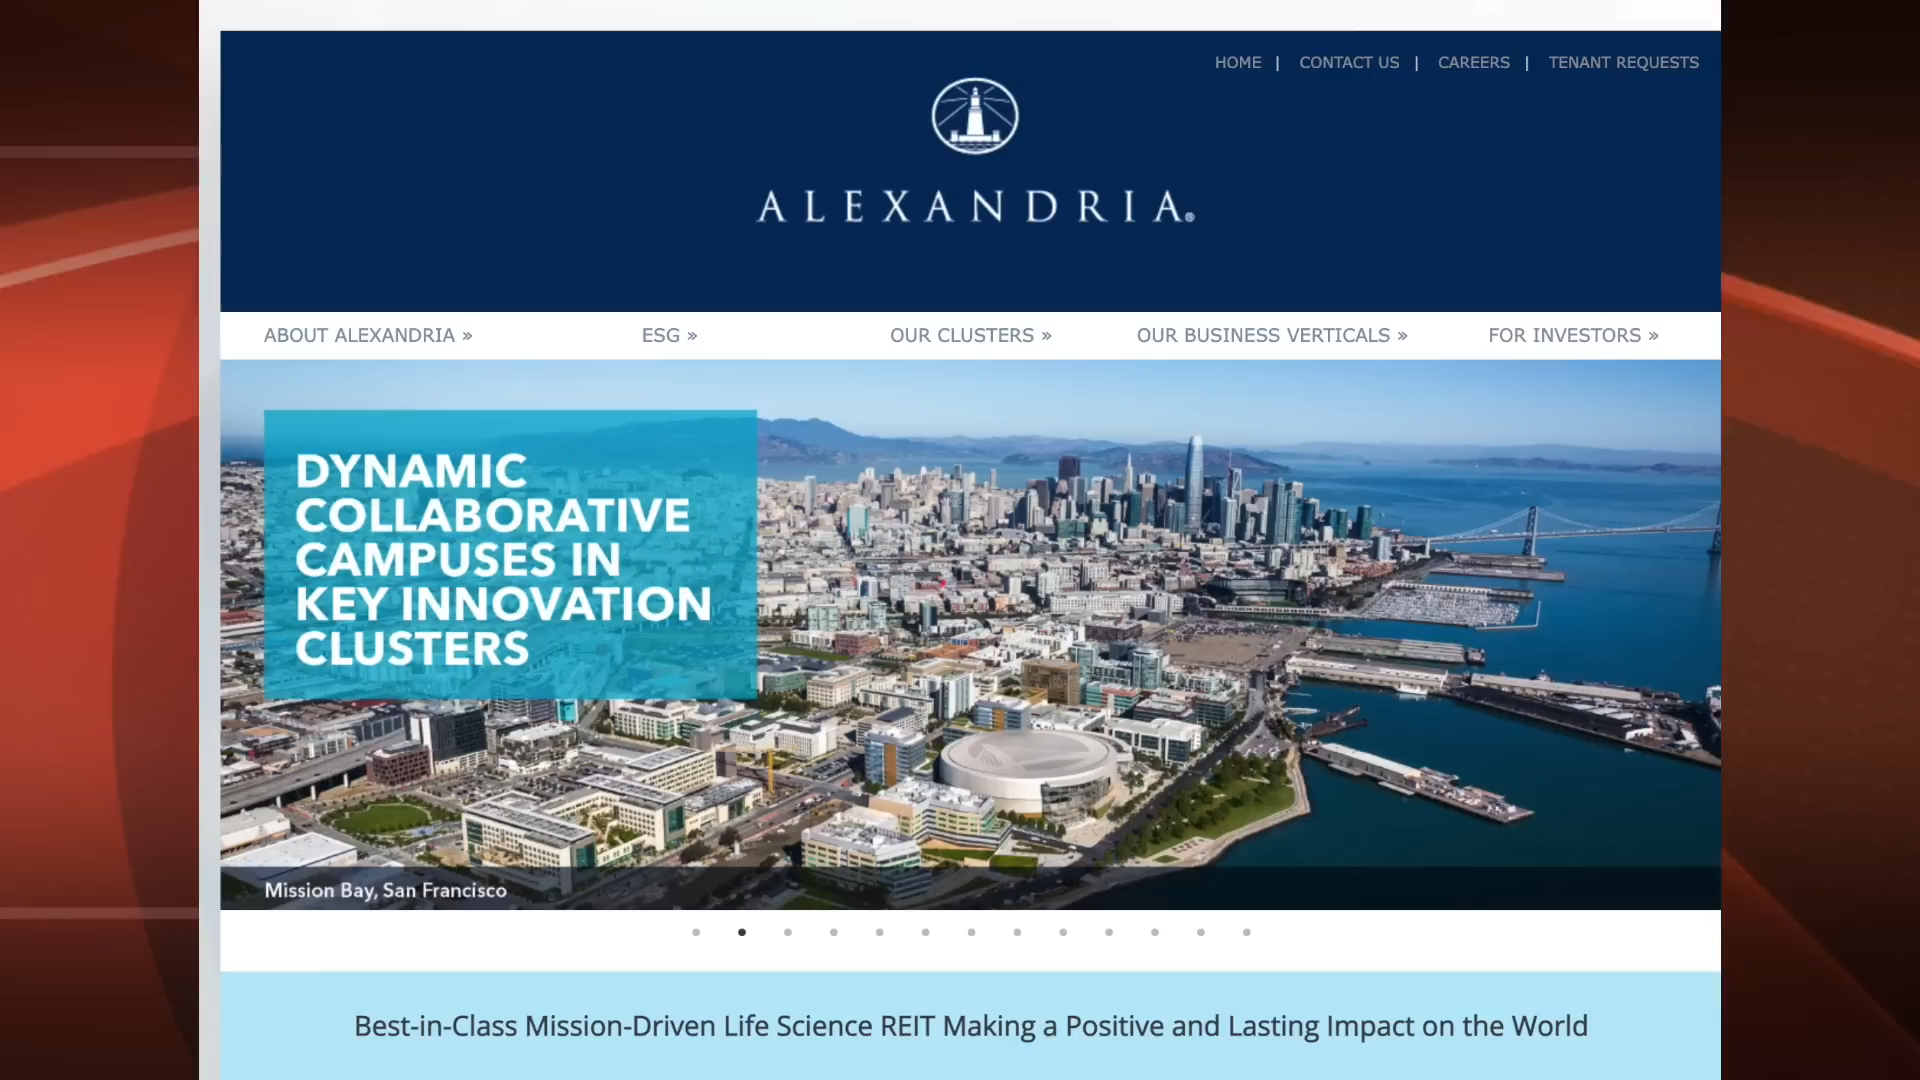 HOME | CONTACT US | CAREERS | TENANT REQUESTS
ALEXANDRIA®
ABOUT ALEXANDRIA » ESG » OUR CLUSTERS » OUR BUSINESS VERTICALS » FOR INVESTORS »
DYNAMIC
COLLABORATIVE
CAMPUSES IN
KEY INNOVATION
CLUSTERS
Mission Bay, San Francisco
Best-in-Class Mission-Driven Life Science REIT Making a Positive and Lasting Impact on the World